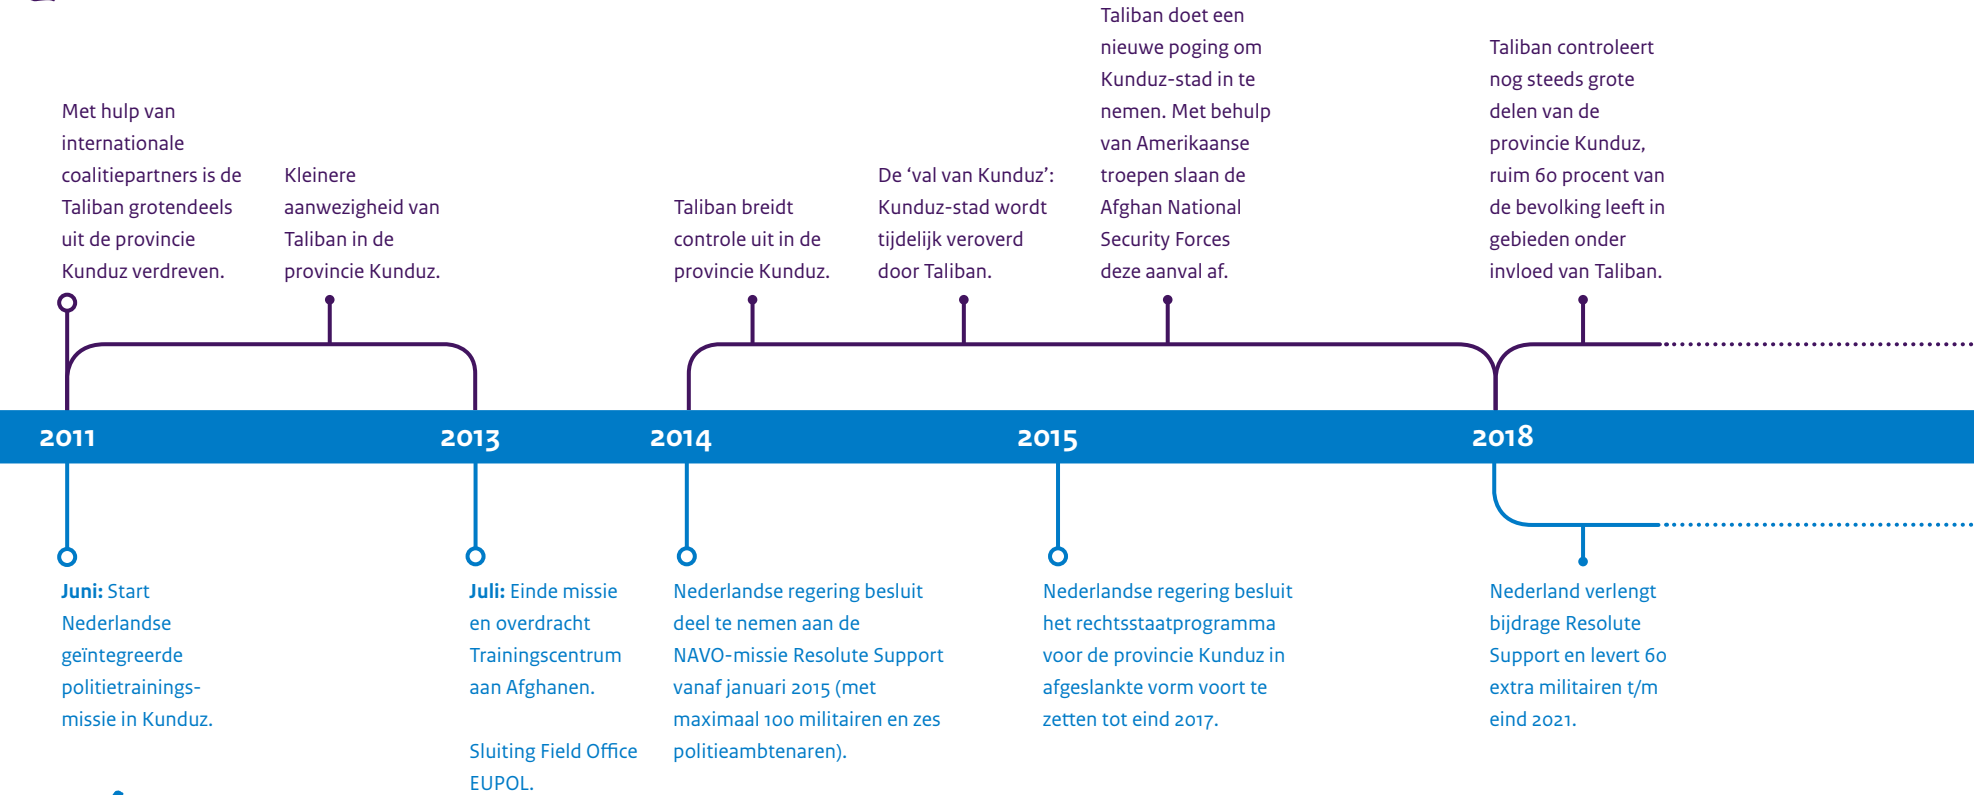 Met hulp van
internationale
coalitiepartners is de
Taliban grotendeels
uit de provincie
Kunduz verdreven.
Kleinere
aanwezigheid van
Taliban in de
provincie Kunduz.
Taliban breidt
controle uit in de
provincie Kunduz.
De ‘val van Kunduz’:
Kunduz-stad wordt
tijdelijk veroverd
door Taliban.
Taliban doet een
nieuwe poging om
Kunduz-stad in te
nemen. Met behulp
van Amerikaanse
troepen slaan de
Afghan National
Security Forces
deze aanval af.
Taliban controleert
nog steeds grote
delen van de
provincie Kunduz,
ruim 60 procent van
de bevolking leeft in
gebieden onder
invloed van Taliban.
2011 2013 2014 2015 2018
Juni: Start
Nederlandse
geïntegreerde
politietrainings-
missie in Kunduz.
Juli: Einde missie
en overdracht
Trainingscentrum
aan Afghanen.
Sluiting Field Office
EUPOL.
Nederlandse regering besluit
deel te nemen aan de
NAVO-missie Resolute Support
vanaf januari 2015 (met
maximaal 100 militairen en zes
politieambtenaren).
Nederlandse regering besluit
het rechtsstaatprogramma
voor de provincie Kunduz in
afgeslankte vorm voort te
zetten tot eind 2017.
Nederland verlengt
bijdrage Resolute
Support en levert 60
extra militairen t/m
eind 2021.